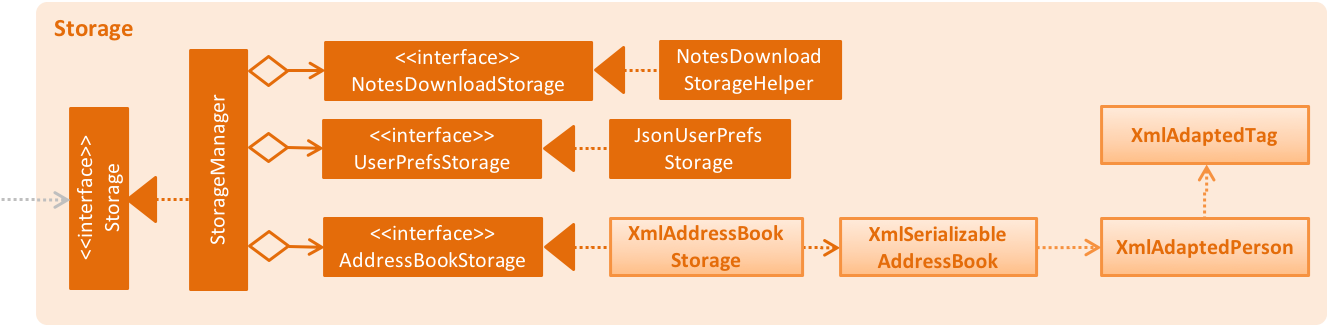 Storage
<<interface>>
Storage
StorageManager
<<interface>>
NotesDownloadStorage
NotesDownload
StorageHelper
<<interface>>
UserPrefsStorage
JsonUserPrefs
Storage
<<interface>>
AddressBookStorage
XmlAddressBook
Storage
XmlSerializable
AddressBook
XmlAdaptedPerson
XmlAdaptedTag